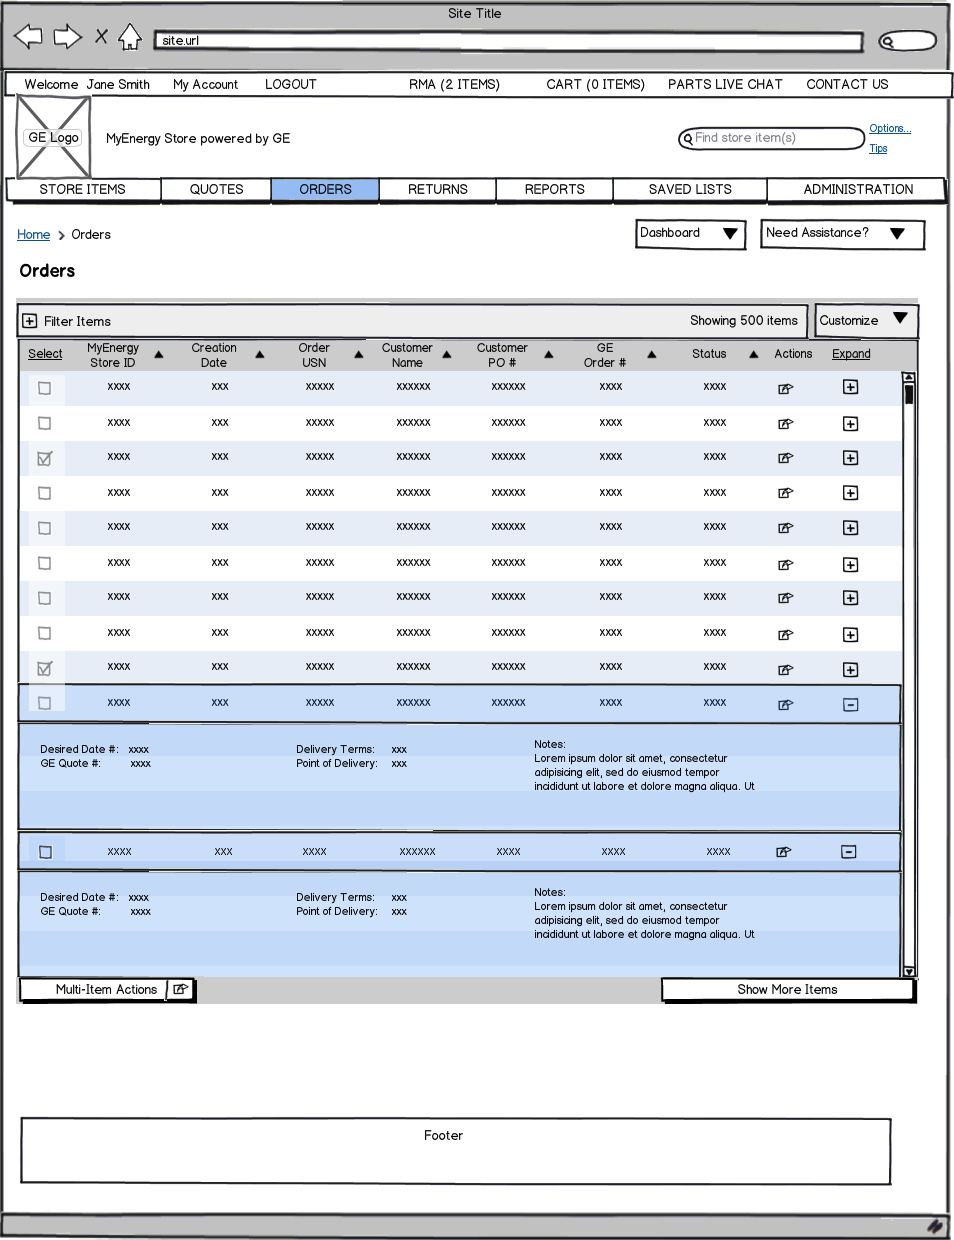 Site Title
site.url
Welcome Jane Smith My Account LOGOUT RMA (2 ITEMS) CART (0 ITEMS) PARTS LIVE CHAT CONTACT US
GE Logo MyEnergy Store powered by GE Find store item(s) Options...
Tips
STORE ITEMS QUOTES ORDERS RETURNS REPORTS SAVED LISTS ADMINISTRATION
Home > Orders Dashboard Need Assistance?
Orders
Filter Items Showing 500 items Customize
Select MyEnergy Store ID Creation Date Order USN Customer Name Customer PO # GE Order # Status Actions Expand
xxxx xxx xxxxx xxxxxx xxxxxx xxxx xxxx
xxxx xxx xxxxx xxxxxx xxxxxx xxxx xxxx
xxxx xxx xxxxx xxxxxx xxxxxx xxxx xxxx
xxxx xxx xxxxx xxxxxx xxxxxx xxxx xxxx
xxxx xxx xxxxx xxxxxx xxxxxx xxxx xxxx
xxxx xxx xxxxx xxxxxx xxxxxx xxxx xxxx
xxxx xxx xxxxx xxxxxx xxxxxx xxxx xxxx
xxxx xxx xxxxx xxxxxx xxxxxx xxxx xxxx
xxxx xxx xxxxx xxxxxx xxxxxx xxxx xxxx
xxxx xxx xxxxx xxxxxx xxxxxx xxxx xxxx
Desired Date #: xxxx Delivery Terms: xxx
GE Quote #: xxxx Point of Delivery: xxx
Notes:
Lorem ipsum dolor sit amet, consectetur
adipisicing elit, sed do eiusmod tempor
incididunt ut labore et dolore magna aliqua. Ut
xxxx xxx xxxx xxxxxx xxxx xxxx xxxx
Desired Date #: xxxx Delivery Terms: xxx
GE Quote #: xxxx Point of Delivery: xxx
Notes:
Lorem ipsum dolor sit amet, consectetur
adipisicing elit, sed do eiusmod tempor
incididunt ut labore et dolore magna aliqua. Ut
Multi-Item Actions Show More Items
Footer